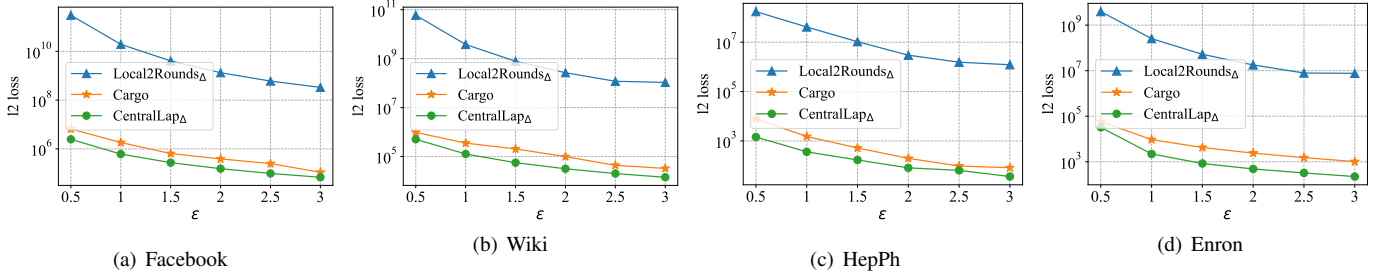 l2 loss
10^10
10^8
10^6
Local2Rounds_Δ
Cargo
CentralLap_Δ
0.5 1 1.5 2 2.5 3
ε
(a) Facebook
l2 loss
10^11
10^9
10^7
10^5
Local2Rounds_Δ
Cargo
CentralLap_Δ
0.5 1 1.5 2 2.5 3
ε
(b) Wiki
l2 loss
10^7
10^5
10^3
Local2Rounds_Δ
Cargo
CentralLap_Δ
0.5 1 1.5 2 2.5 3
ε
(c) HepPh
l2 loss
10^9
10^7
10^5
10^3
Local2Rounds_Δ
Cargo
CentralLap_Δ
0.5 1 1.5 2 2.5 3
ε
(d) Enron